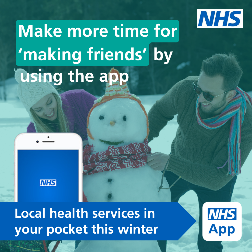 NHS
Make more time for
'making friends' by
using the app
NHS
Local health services in
your pocket this winter
NHS
App